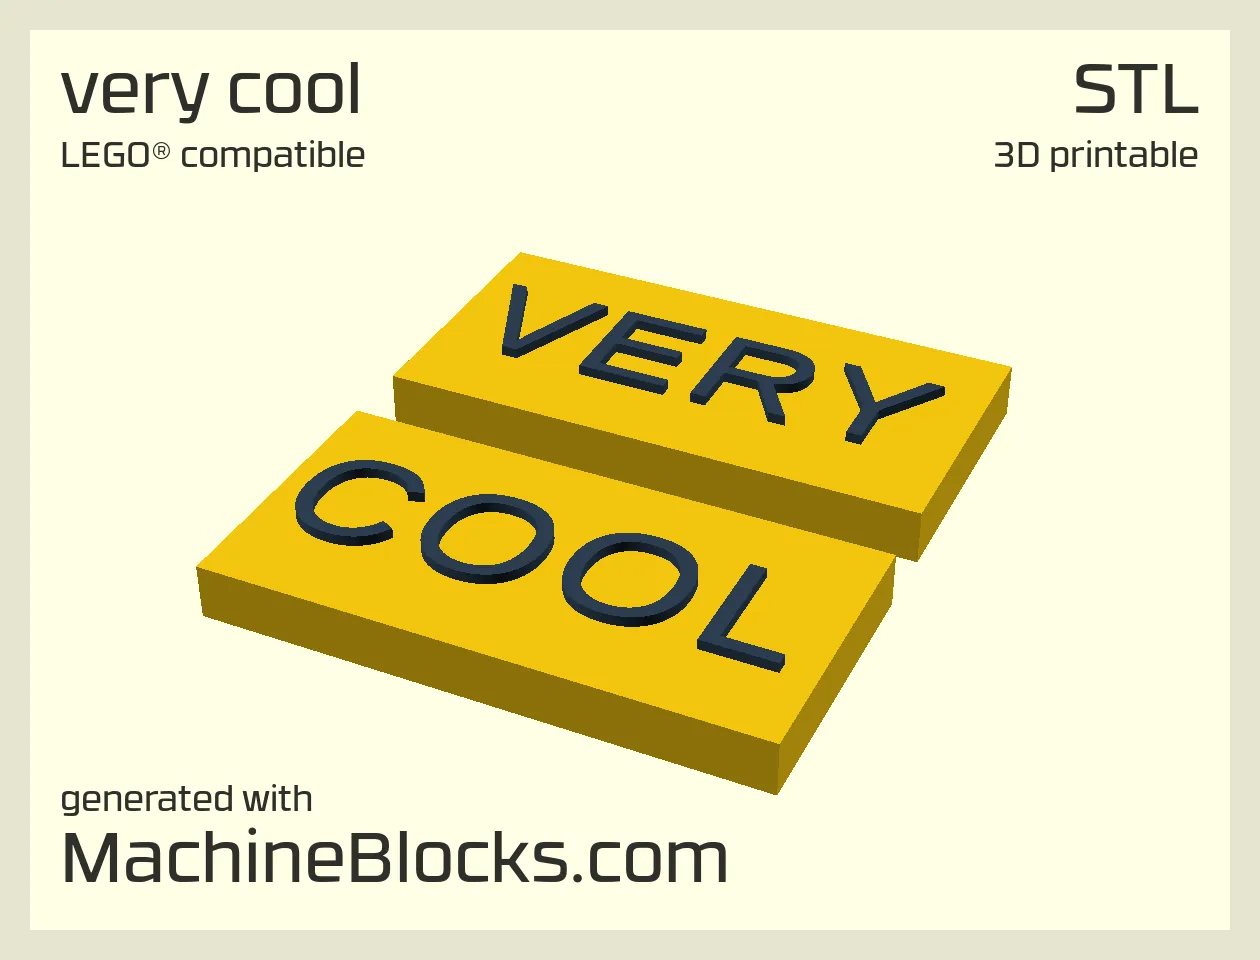 very cool
LEGO® compatible
STL
3D printable
VERY
COOL
generated with
MachineBlocks.com